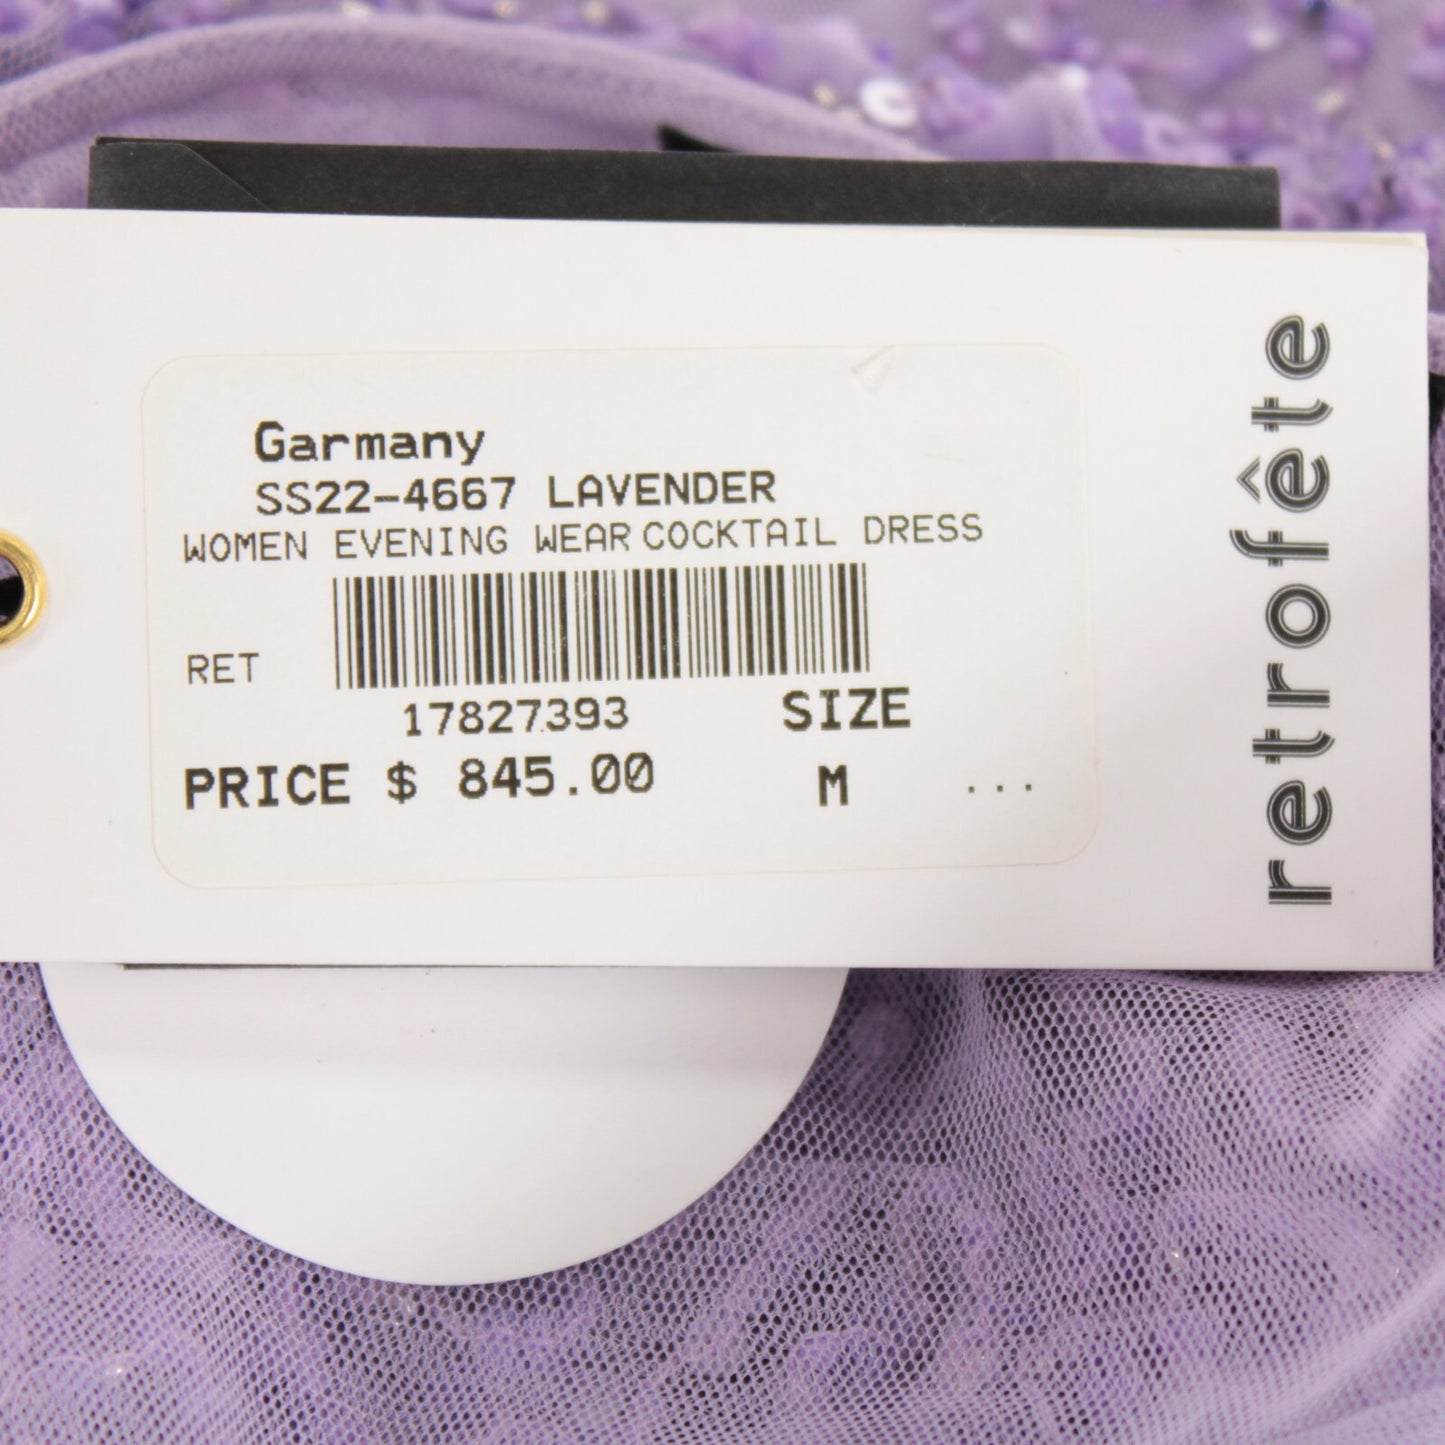 Garmany
SS22-4667 LAVENDER
WOMEN EVENING WEAR COCKTAIL DRESS
RET
17827393
SIZE
PRICE $ 845.00
M
...
retrofête